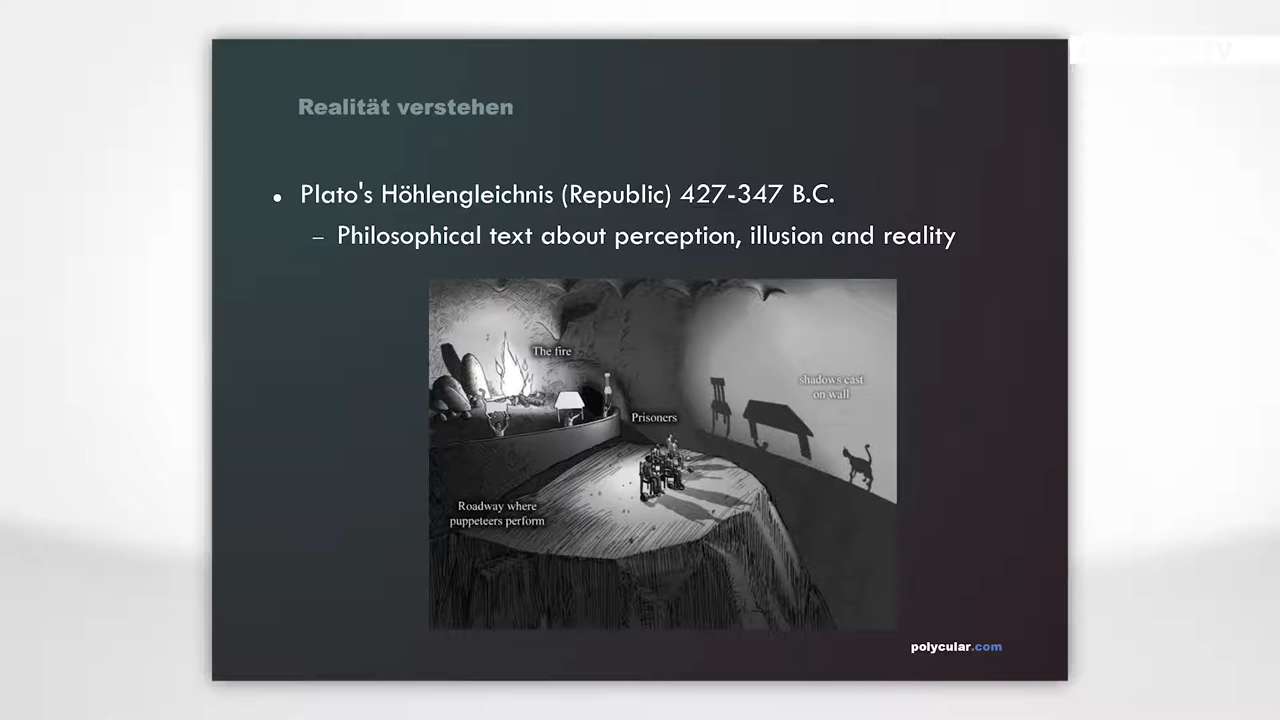 Realität verstehen
• Plato's Höhlengleichnis (Republic) 427-347 B.C.
– Philosophical text about perception, illusion and reality
The fire
shadows cast
on wall
Prisoners
Roadway where
puppeteers perform
polycular.com